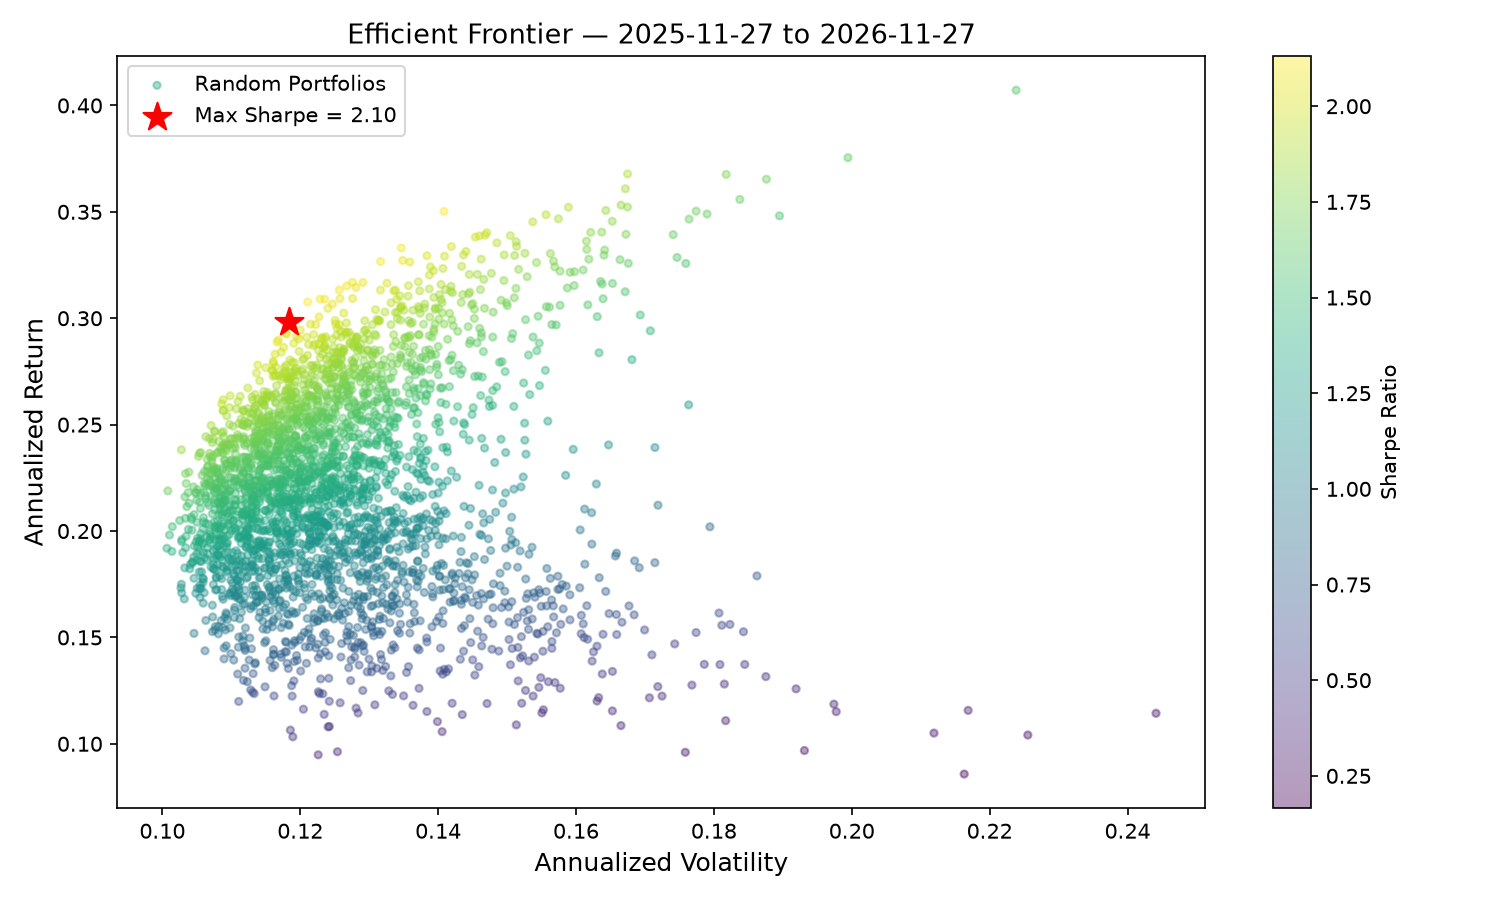 Efficient Frontier — 2025-11-27 to 2026-11-27
Random Portfolios
Max Sharpe = 2.10
Annualized Return
0.40
0.35
0.30
0.25
0.20
0.15
0.10
0.10 0.12 0.14 0.16 0.18 0.20 0.22 0.24
Annualized Volatility
2.00
1.75
1.50
1.25
1.00
0.75
0.50
0.25
Sharpe Ratio